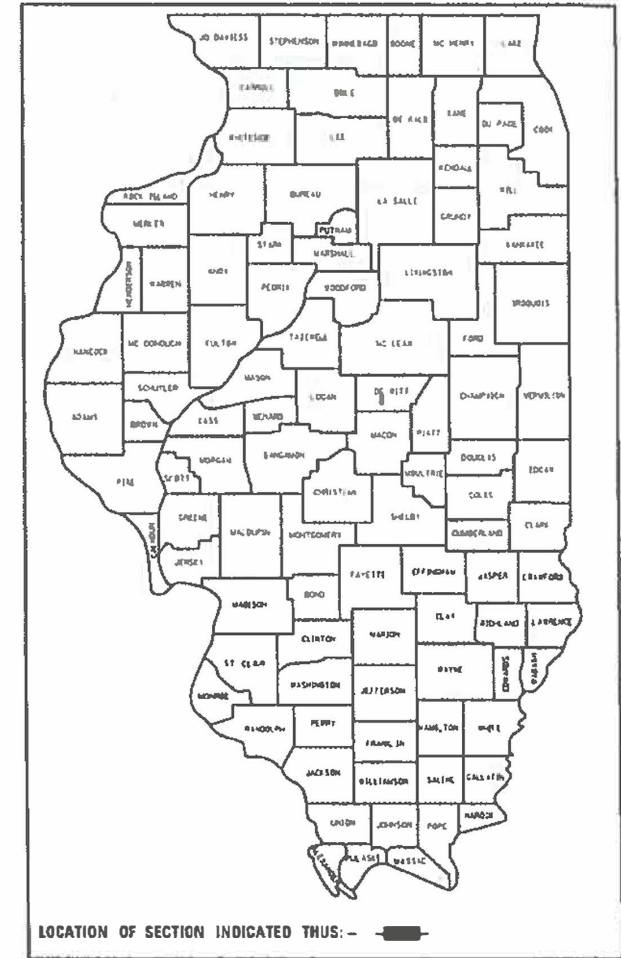 JO DAVIESS STEPHENSON WINNEBAGO BOONE MC HENRY LAKE
CARROLL OGLE DE KALB KANE DU PAGE COOK
WHITESIDE LEE
KENDALL
ROCK ISLAND HENRY BUREAU LA SALLE WILL
MERCER PUTNAM GRUNDY
STARK MARSHALL KANKAKEE
HENDERSON WARREN KNOX PEORIA WOODFORD LIVINGSTON IROQUOIS
HANCOCK MC DONOUGH FULTON TAZEWELL MC LEAN FORD
MASON
SCHUYLER DE WITT
ADAMS BROWN CASS MENARD LOGAN CHAMPAIGN VERMILION
MACON PIATT
PIKE SCOTT MORGAN SANGAMON MOULTRIE DOUGLAS EDGAR
CHRISTIAN COLES
GREENE MACOUPIN MONTGOMERY SHELBY CUMBERLAND CLARK
CALHOUN JERSEY
FAYETTE EFFINGHAM JASPER CRAWFORD
MADISON BOND
CLAY RICHLAND LAWRENCE
CLINTON MARION
ST CLAIR WAYNE EDWARDS WABASH
WASHINGTON JEFFERSON
MONROE
RANDOLPH PERRY HAMILTON WHITE
FRANKLIN
JACKSON WILLIAMSON SALINE GALLATIN
UNION JOHNSON POPE HARDIN
ALEXANDER PULASKI MASSAC
LOCATION OF SECTION INDICATED THUS:-